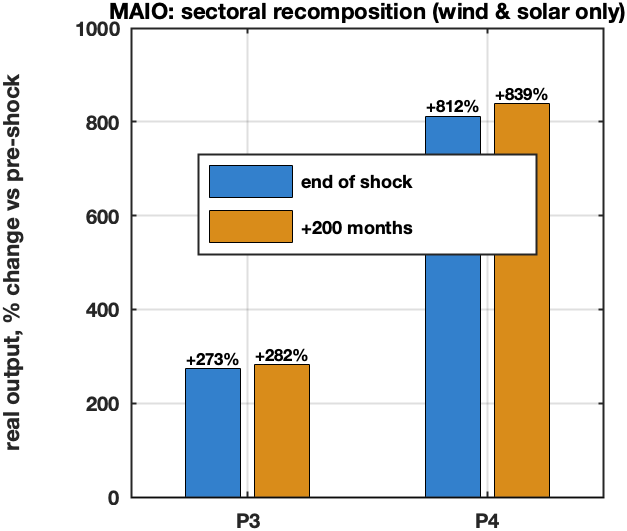 MAIO: sectoral recomposition (wind & solar only)
real output, % change vs pre-shock
1000
800
600
400
200
0
+273%
+282%
+812%
+839%
end of shock
+200 months
P3
P4